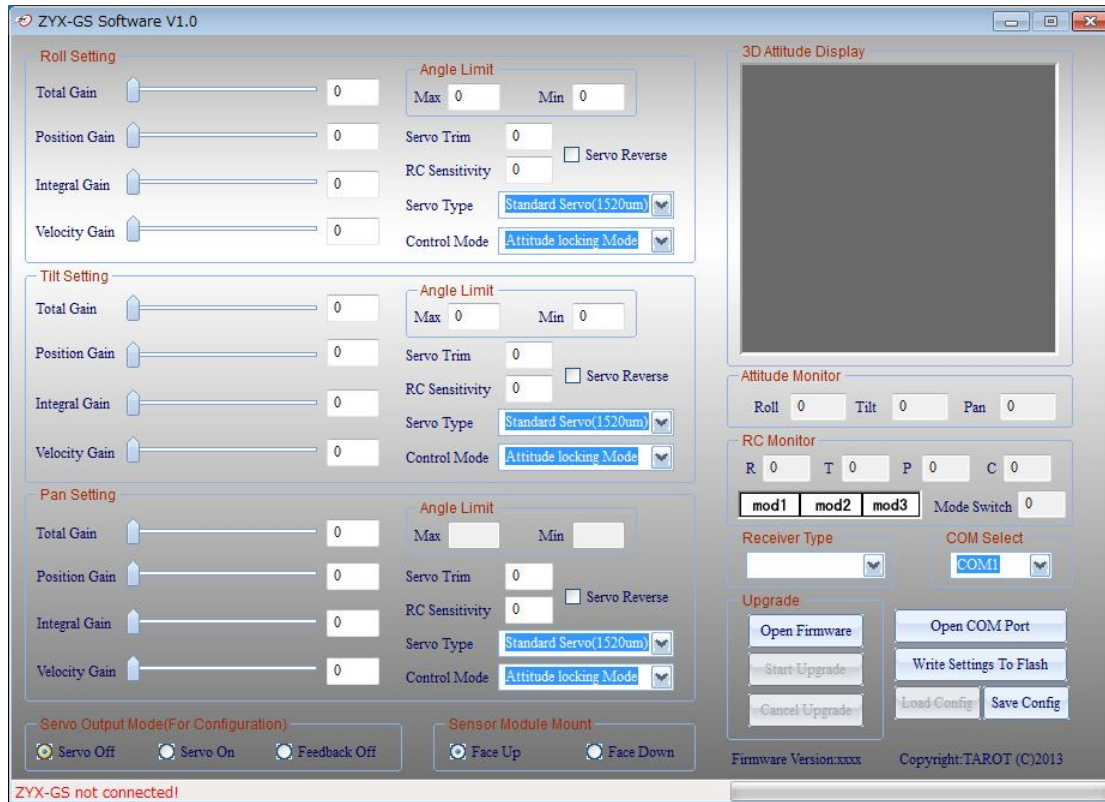 ZYX-GS Software V1.0
Roll Setting
Total Gain 0
Position Gain 0
Integral Gain 0
Velocity Gain 0
Angle Limit
Max 0 Min 0
Servo Trim 0
Servo Reverse
RC Sensitivity 0
Servo Type Standard Servo(1520um)
Control Mode Attitude locking Mode
Tilt Setting
Total Gain 0
Position Gain 0
Integral Gain 0
Velocity Gain 0
Angle Limit
Max 0 Min 0
Servo Trim 0
Servo Reverse
RC Sensitivity 0
Servo Type Standard Servo(1520um)
Control Mode Attitude locking Mode
Pan Setting
Total Gain 0
Position Gain 0
Integral Gain 0
Velocity Gain 0
Angle Limit
Max Min
Servo Trim 0
Servo Reverse
RC Sensitivity 0
Servo Type Standard Servo(1520um)
Control Mode Attitude locking Mode
Servo Output Mode(For Configuration)
Servo Off Servo On Feedback Off
Sensor Module Mount
Face Up Face Down
3D Attitude Display
Attitude Monitor
Roll 0 Tilt 0 Pan 0
RC Monitor
R 0 T 0 P 0 C 0
mod1 mod2 mod3 Mode Switch 0
Receiver Type
COM Select
COM1
Upgrade
Open Firmware
Start Upgrade
Cancel Upgrade
Open COM Port
Write Settings To Flash
Load Config Save Config
Firmware Version:xxxx Copyright:TAROT (C)2013
ZYX-GS not connected!